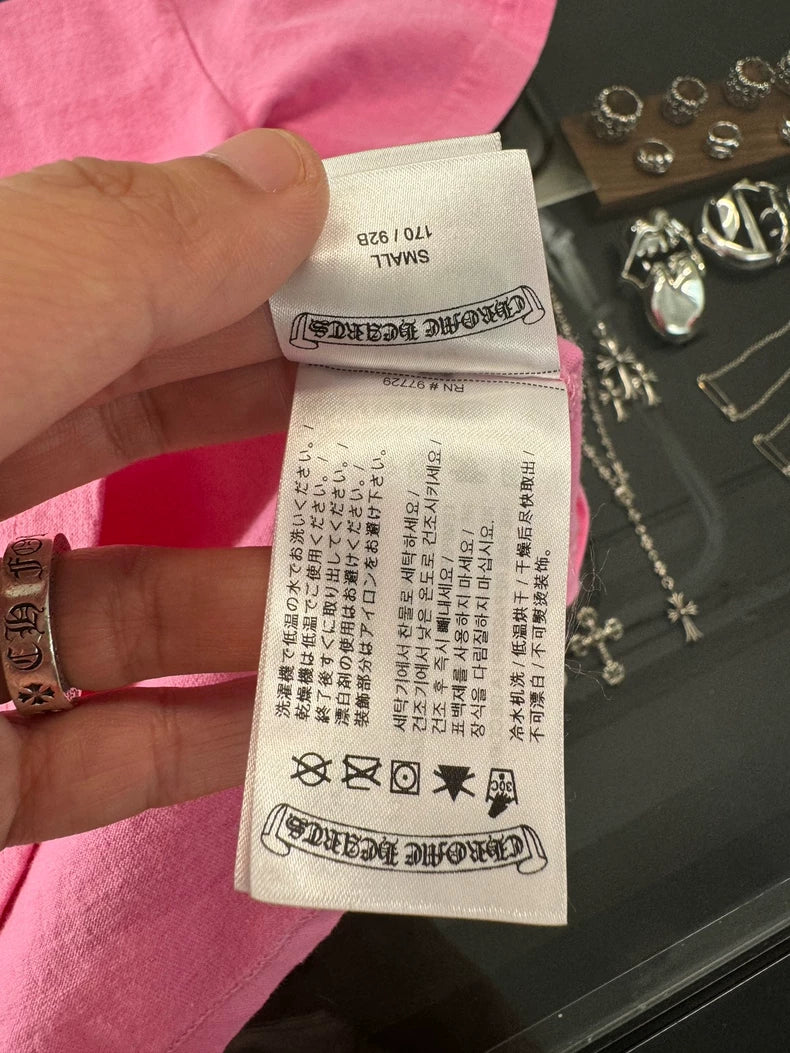 CHROME HEARTS
SMALL
170 / 92B
RN # 97729
洗濯機で低温の水でお洗いください。/
乾燥機は低温でご使用ください。/
終了後すぐに取り出してください。/
漂白剤の使用はお避けください。/
装飾部分はアイロンをお避け下さい。
세탁기에서 찬물로 세탁하세요 /
건조기에서 낮은 온도로 건조시키세요 /
건조 후 즉시 빼내세요 /
표백제를 사용하지 마세요 /
장식을 다림질하지 마십시요.
冷水机洗 / 低温烘干 / 干燥后尽快取出 /
不可漂白 / 不可熨烫装饰。
30C
CHROME HEARTS
CH FO